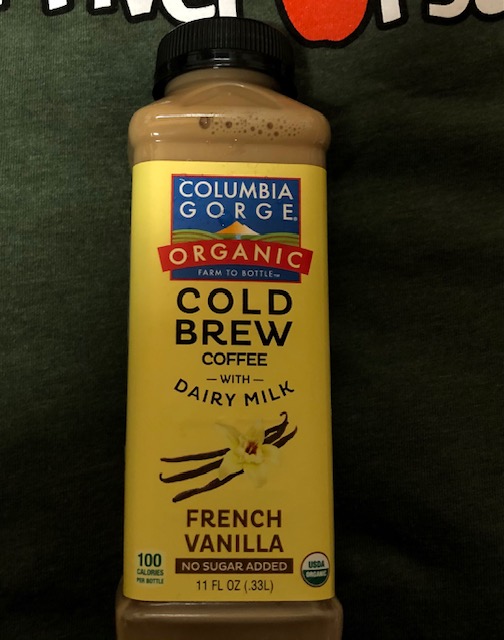 COLUMBIA
GORGE®
ORGANIC
FARM TO BOTTLE™
COLD
BREW
COFFEE
— WITH —
DAIRY MILK
FRENCH
VANILLA
NO SUGAR ADDED
100
CALORIES
PER BOTTLE
USDA
ORGANIC
11 FL OZ (.33L)